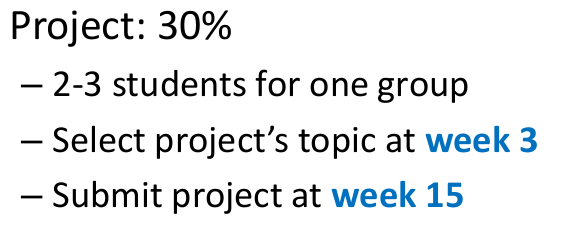 Project: 30%
– 2-3 students for one group
– Select project’s topic at week 3
– Submit project at week 15